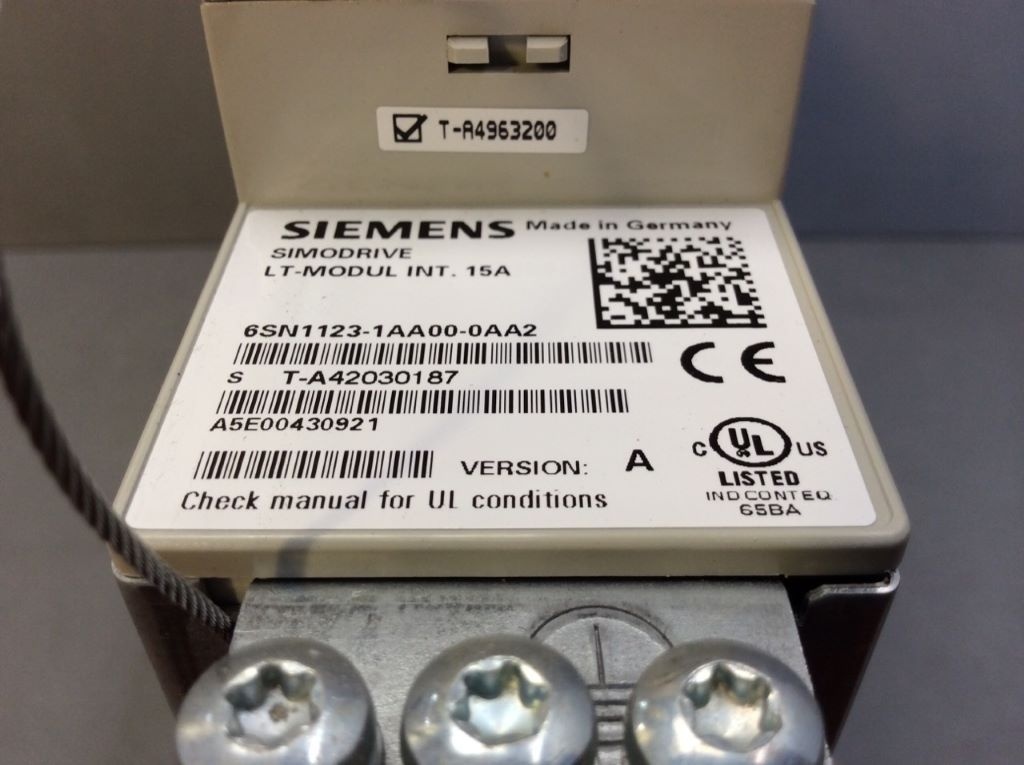 T-A4963200
SIEMENS Made in Germany
SIMODRIVE
LT-MODUL INT. 15A
6SN1123-1AA00-0AA2
S T-A42030187
A5E00430921
VERSION: A
Check manual for UL conditions
CE
C UL US
LISTED
IND CONT EQ
65BA